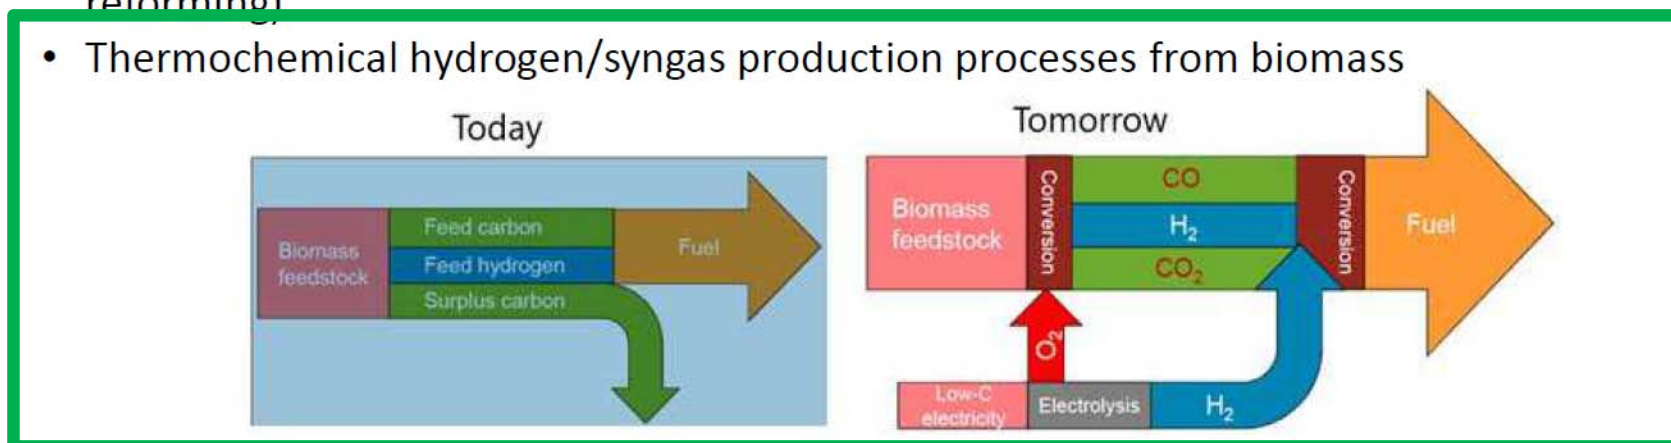 reforming)
• Thermochemical hydrogen/syngas production processes from biomass
Today
Biomass
feedstock
Feed carbon
Feed hydrogen
Surplus carbon
Fuel
Tomorrow
Biomass
feedstock
Conversion
CO
H₂
CO₂
Conversion
Fuel
O₂
Low-C
electricity
Electrolysis
H₂